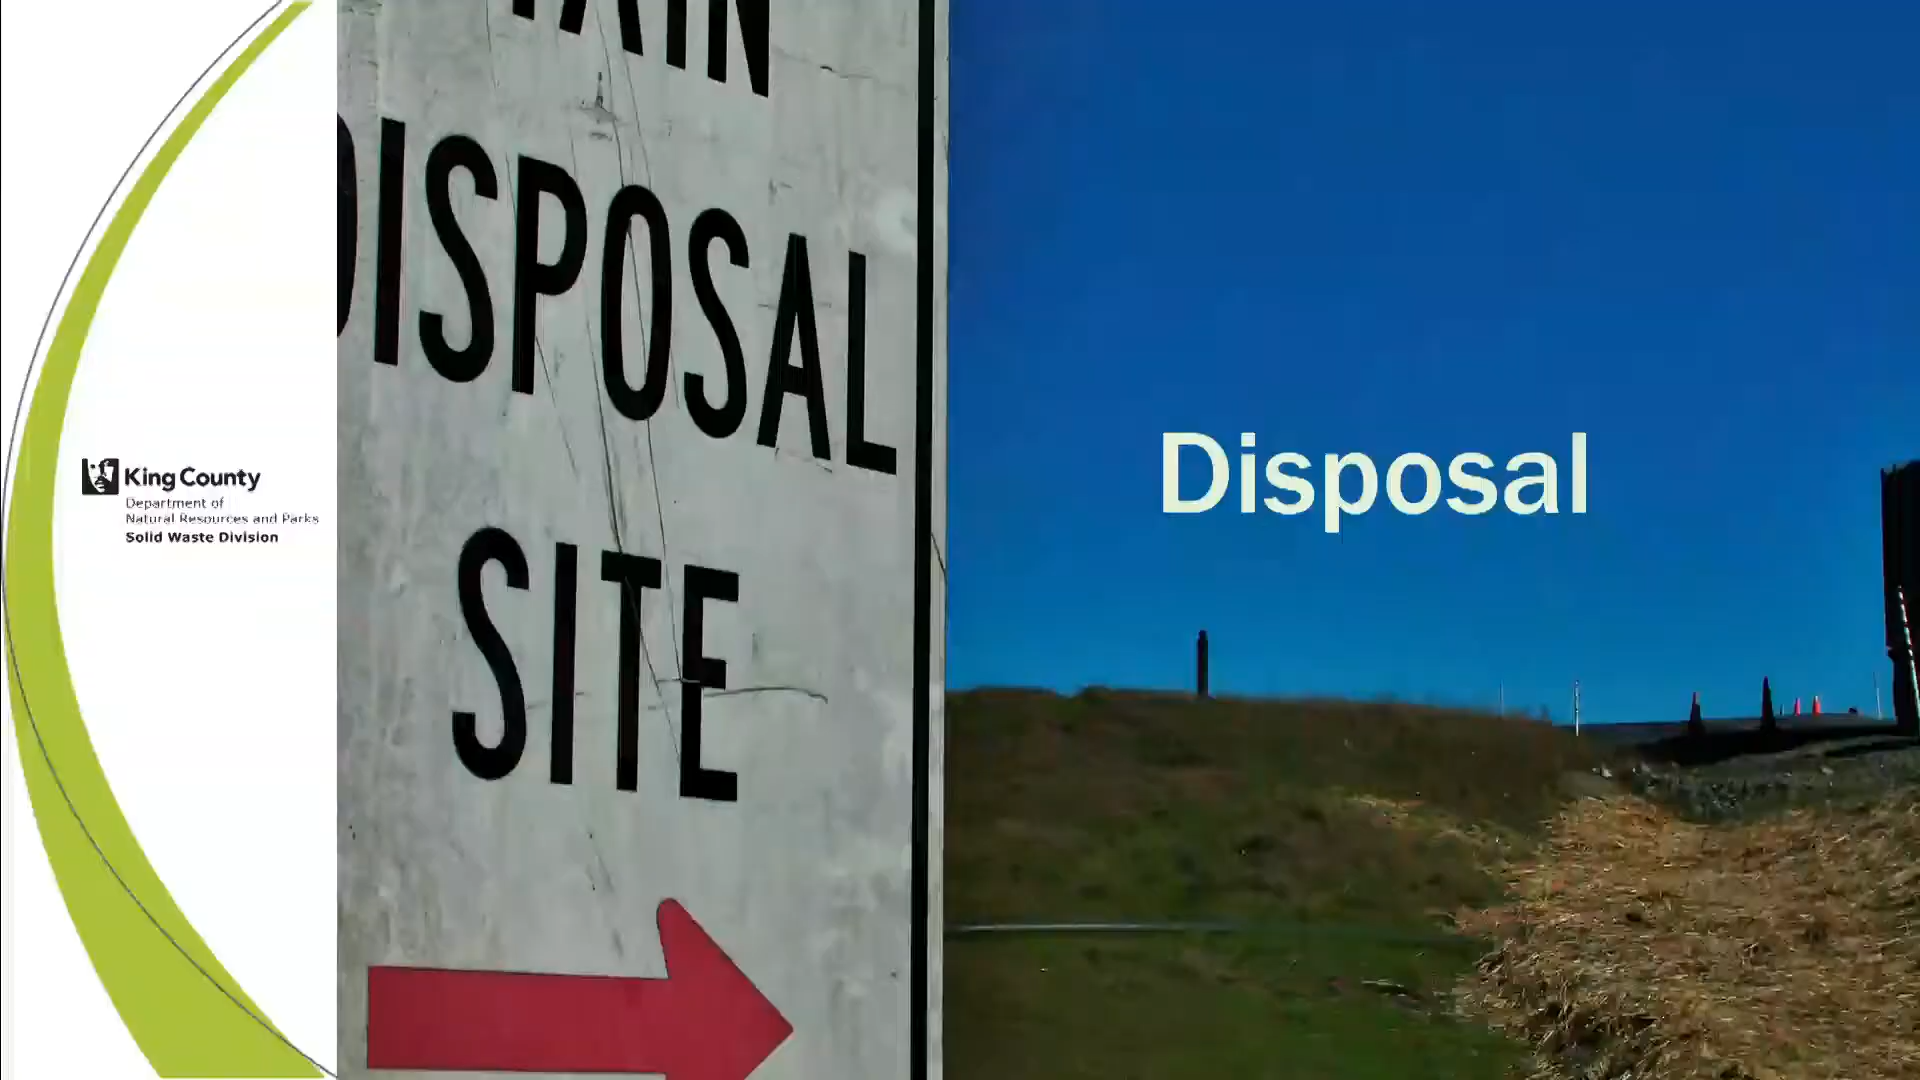 King County
Department of
Natural Resources and Parks
Solid Waste Division
DISPOSAL
SITE
Disposal